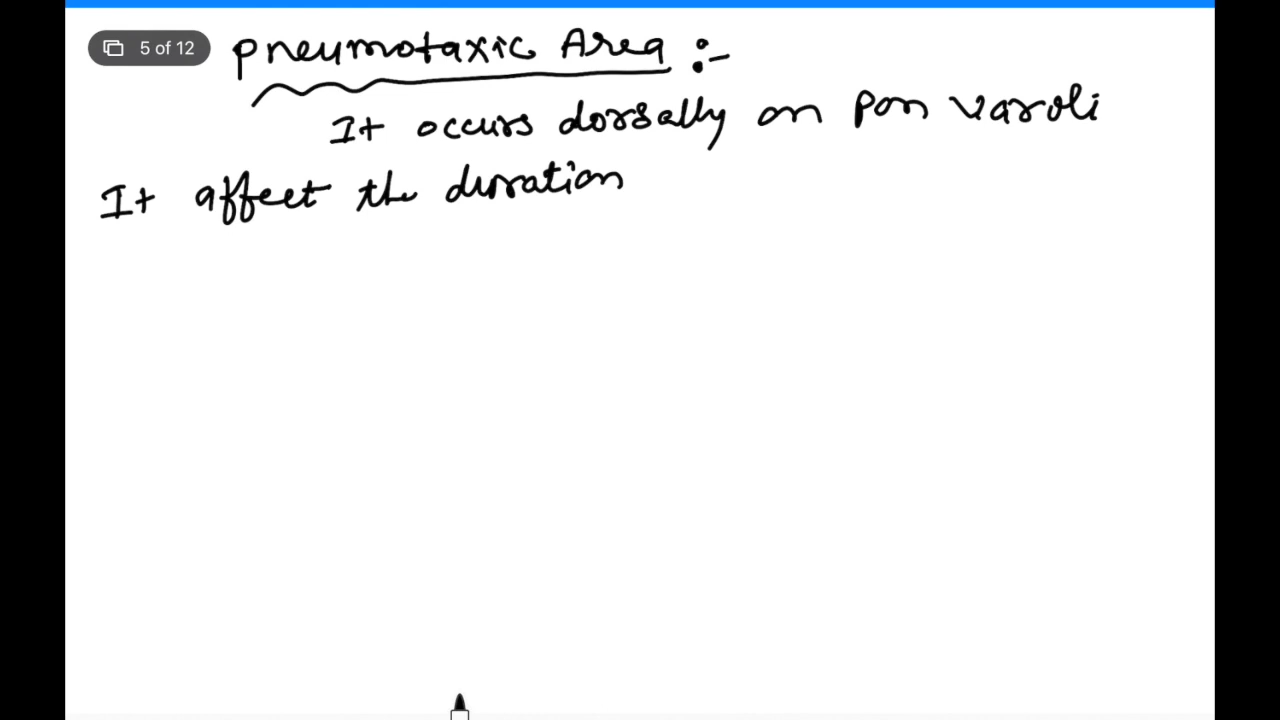 5 of 12
Pneumotaxic Area :-
It occurs dorsally on Pon varoli
It affect the duration